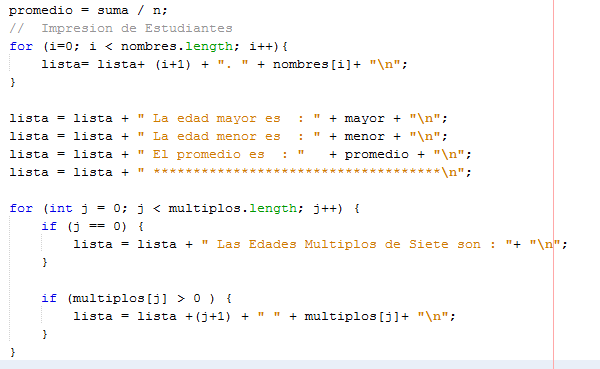 promedio = suma / n;
//  Impresion de Estudiantes
for (i=0; i < nombres.length; i++){
    lista= lista+ (i+1) + ". " + nombres[i]+ "\n";
}
lista = lista + " La edad mayor es  : " + mayor + "\n";
lista = lista + " La edad menor es  : " + menor + "\n";
lista = lista + " El promedio es  : "   + promedio + "\n";
lista = lista + " ************************************\n";
for (int j = 0; j < multiplos.length; j++) {
    if (j == 0) {
        lista = lista + " Las Edades Multiplos de Siete son : "+ "\n";
    }
    if (multiplos[j] > 0 ) {
        lista = lista +(j+1) + " " + multiplos[j]+ "\n";
    }
}